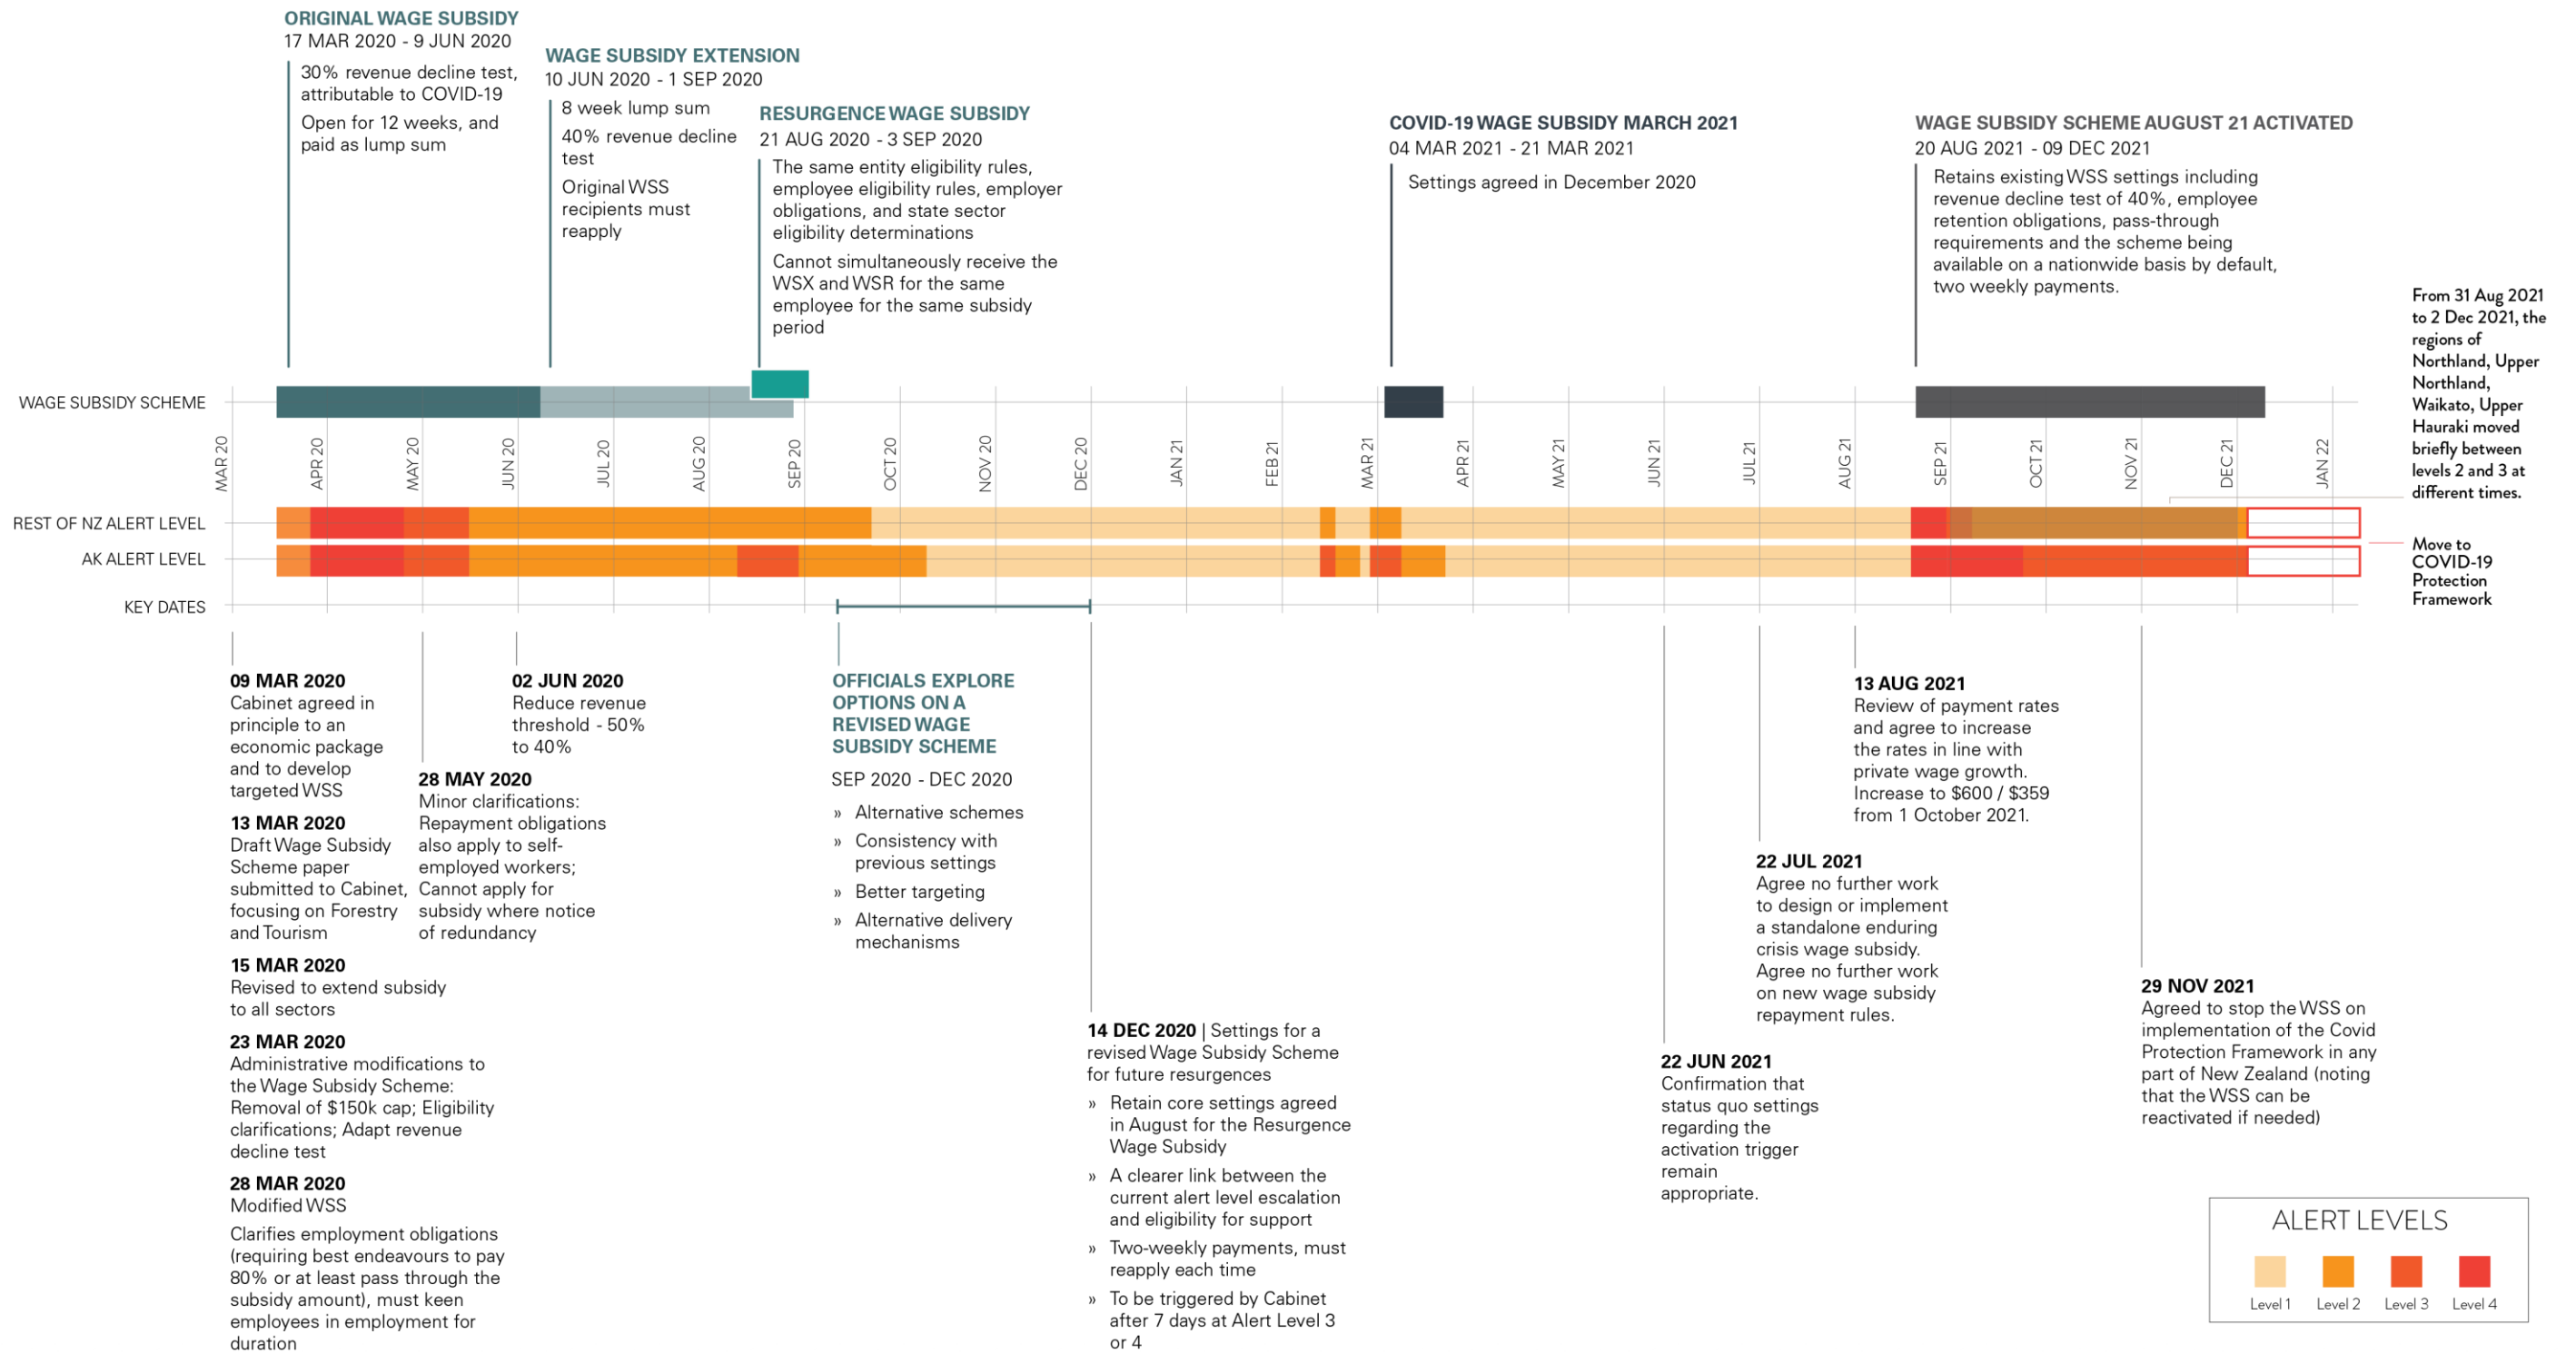 ORIGINAL WAGE SUBSIDY
17 MAR 2020 - 9 JUN 2020
30% revenue decline test,
attributable to COVID-19
Open for 12 weeks, and
paid as lump sum
WAGE SUBSIDY EXTENSION
10 JUN 2020 - 1 SEP 2020
8 week lump sum
40% revenue decline
test
Original WSS
recipients must
reapply
RESURGENCE WAGE SUBSIDY
21 AUG 2020 - 3 SEP 2020
The same entity eligibility rules,
employee eligibility rules, employer
obligations, and state sector
eligibility determinations
Cannot simultaneously receive the
WSX and WSR for the same
employee for the same subsidy
period
COVID-19 WAGE SUBSIDY MARCH 2021
04 MAR 2021 - 21 MAR 2021
Settings agreed in December 2020
WAGE SUBSIDY SCHEME AUGUST 21 ACTIVATED
20 AUG 2021 - 09 DEC 2021
Retains existing WSS settings including
revenue decline test of 40%, employee
retention obligations, pass-through
requirements and the scheme being
available on a nationwide basis by default,
two weekly payments.
From 31 Aug 2021
to 2 Dec 2021, the
regions of
Northland, Upper
Northland,
Waikato, Upper
Hauraki moved
briefly between
levels 2 and 3 at
different times.
WAGE SUBSIDY SCHEME
MAR 20
APR 20
MAY 20
JUN 20
JUL 20
AUG 20
SEP 20
OCT 20
NOV 20
DEC 20
JAN 21
FEB 21
MAR 21
APR 21
MAY 21
JUN 21
JUL 21
AUG 21
SEP 21
OCT 21
NOV 21
DEC 21
JAN 22
REST OF NZ ALERT LEVEL
AK ALERT LEVEL
KEY DATES
Move to
COVID-19
Protection
Framework
09 MAR 2020
Cabinet agreed in
principle to an
economic package
and to develop
targeted WSS
13 MAR 2020
Draft Wage Subsidy
Scheme paper
submitted to Cabinet,
focusing on Forestry
and Tourism
15 MAR 2020
Revised to extend subsidy
to all sectors
23 MAR 2020
Administrative modifications to
the Wage Subsidy Scheme:
Removal of $150k cap; Eligibility
clarifications; Adapt revenue
decline test
28 MAR 2020
Modified WSS
Clarifies employment obligations
(requiring best endeavours to pay
80% or at least pass through the
subsidy amount), must keen
employees in employment for
duration
28 MAY 2020
Minor clarifications:
Repayment obligations
also apply to self-
employed workers;
Cannot apply for
subsidy where notice
of redundancy
02 JUN 2020
Reduce revenue
threshold - 50%
to 40%
OFFICIALS EXPLORE
OPTIONS ON A
REVISED WAGE
SUBSIDY SCHEME
SEP 2020 - DEC 2020
» Alternative schemes
» Consistency with
previous settings
» Better targeting
» Alternative delivery
mechanisms
14 DEC 2020 | Settings for a
revised Wage Subsidy Scheme
for future resurgences
» Retain core settings agreed
in August for the Resurgence
Wage Subsidy
» A clearer link between the
current alert level escalation
and eligibility for support
» Two-weekly payments, must
reapply each time
» To be triggered by Cabinet
after 7 days at Alert Level 3
or 4
22 JUN 2021
Confirmation that
status quo settings
regarding the
activation trigger
remain
appropriate.
22 JUL 2021
Agree no further work
to design or implement
a standalone enduring
crisis wage subsidy.
Agree no further work
on new wage subsidy
repayment rules.
13 AUG 2021
Review of payment rates
and agree to increase
the rates in line with
private wage growth.
Increase to $600 / $359
from 1 October 2021.
29 NOV 2021
Agreed to stop the WSS on
implementation of the Covid
Protection Framework in any
part of New Zealand (noting
that the WSS can be
reactivated if needed)
ALERT LEVELS
Level 1
Level 2
Level 3
Level 4